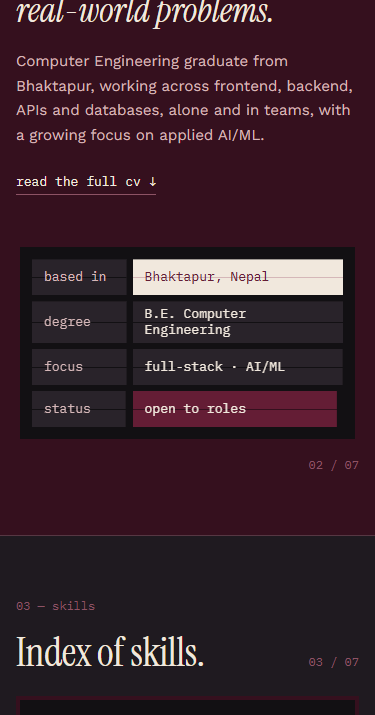 real-world problems.
Computer Engineering graduate from
Bhaktapur, working across frontend, backend,
APIs and databases, alone and in teams, with
a growing focus on applied AI/ML.
read the full cv ↓
based in Bhaktapur, Nepal
degree B.E. Computer
Engineering
focus full-stack · AI/ML
status open to roles
02 / 07
03 — skills
Index of skills.
03 / 07